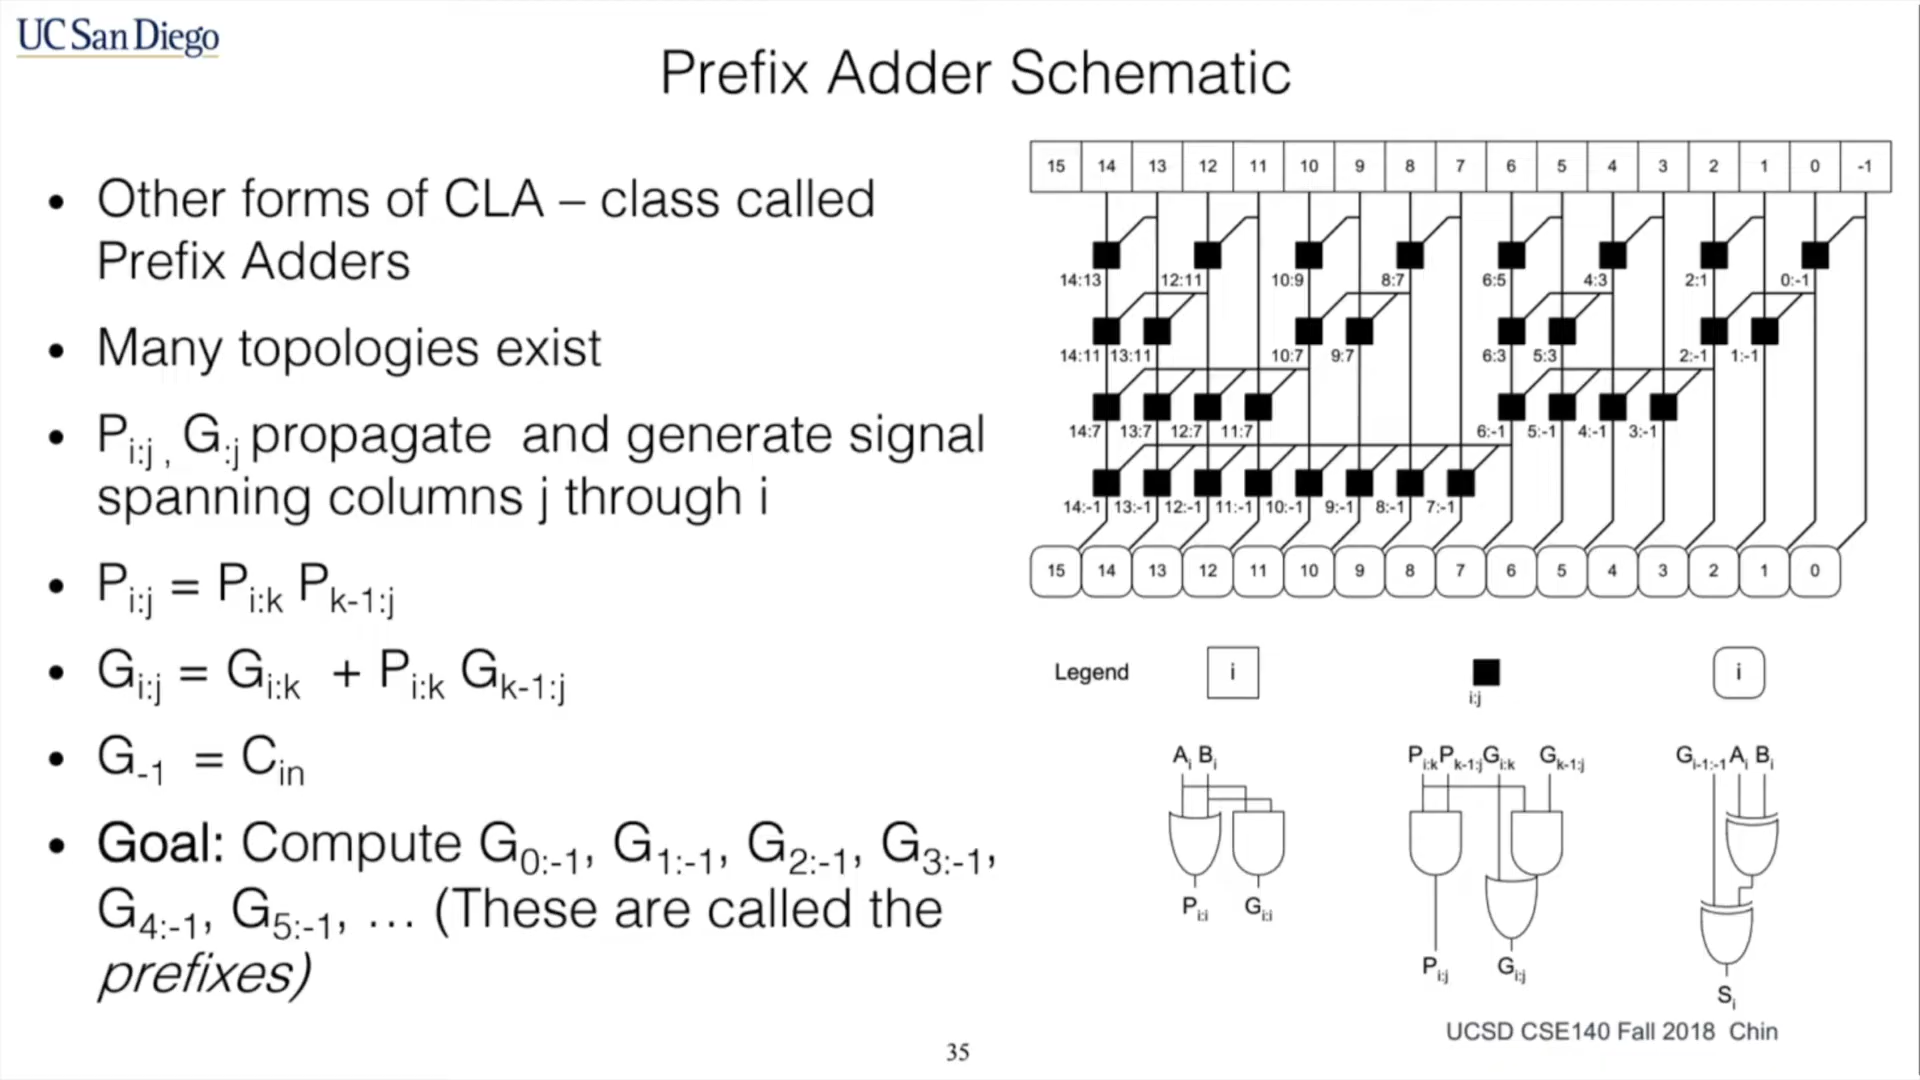 UC San Diego
Prefix Adder Schematic
• Other forms of CLA – class called
Prefix Adders
• Many topologies exist
• Pi:j , G:j propagate and generate signal
spanning columns j through i
• Pi:j = Pi:k Pk-1:j
• Gi:j = Gi:k + Pi:k Gk-1:j
• G-1 = Cin
• Goal: Compute G0:-1, G1:-1, G2:-1, G3:-1,
G4:-1, G5:-1, … (These are called the
prefixes)
15 14 13 12 11 10 9 8 7 6 5 4 3 2 1 0 -1
14:13 12:11 10:9 8:7 6:5 4:3 2:1 0:-1
14:11 13:11 10:7 9:7 6:3 5:3 2:-1 1:-1
14:7 13:7 12:7 11:7 6:-1 5:-1 4:-1 3:-1
14:-1 13:-1 12:-1 11:-1 10:-1 9:-1 8:-1 7:-1
15 14 13 12 11 10 9 8 7 6 5 4 3 2 1 0
Legend i i:j i
Ai Bi Pi:k Pk-1:j Gi:k Gk-1:j Gi-1:-1 Ai Bi
Pi:i Gi:i
Pi:j Gi:j
Si
UCSD CSE140 Fall 2018 Chin
35